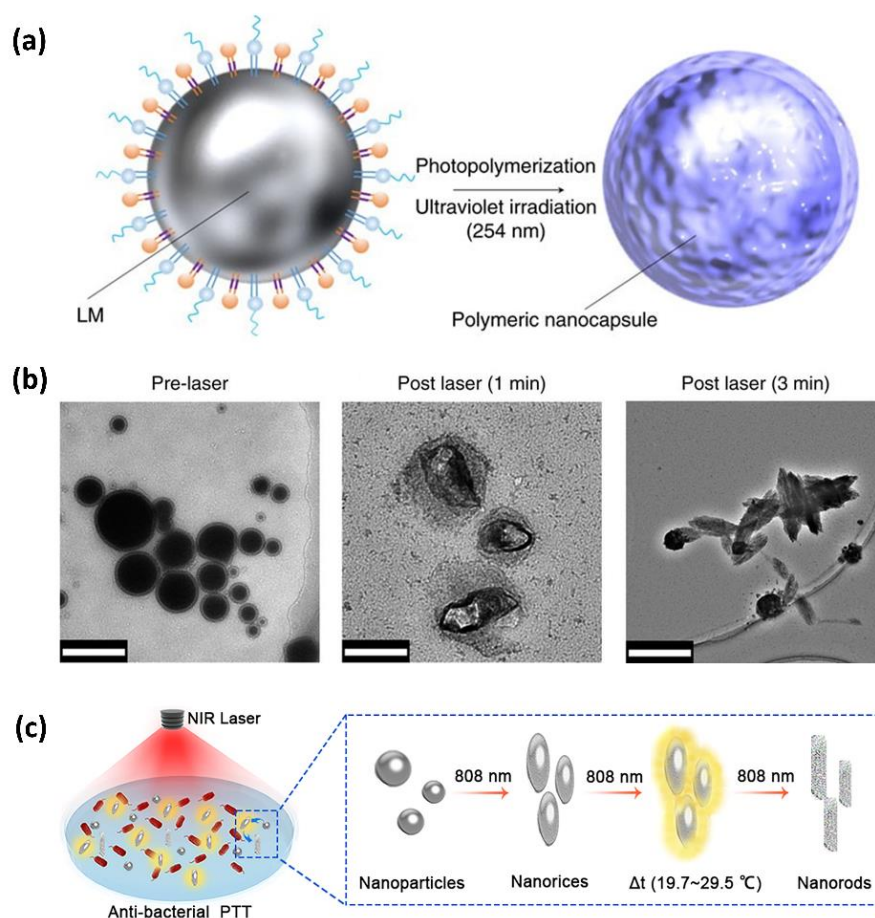 (a)
Photopolymerization
Ultraviolet irradiation
(254 nm)
LM
Polymeric nanocapsule
(b)
Pre-laser
Post laser (1 min)
Post laser (3 min)
(c)
NIR Laser
808 nm
808 nm
808 nm
Nanoparticles
Nanorices
Δt (19.7~29.5 ℃)
Nanorods
Anti-bacterial PTT